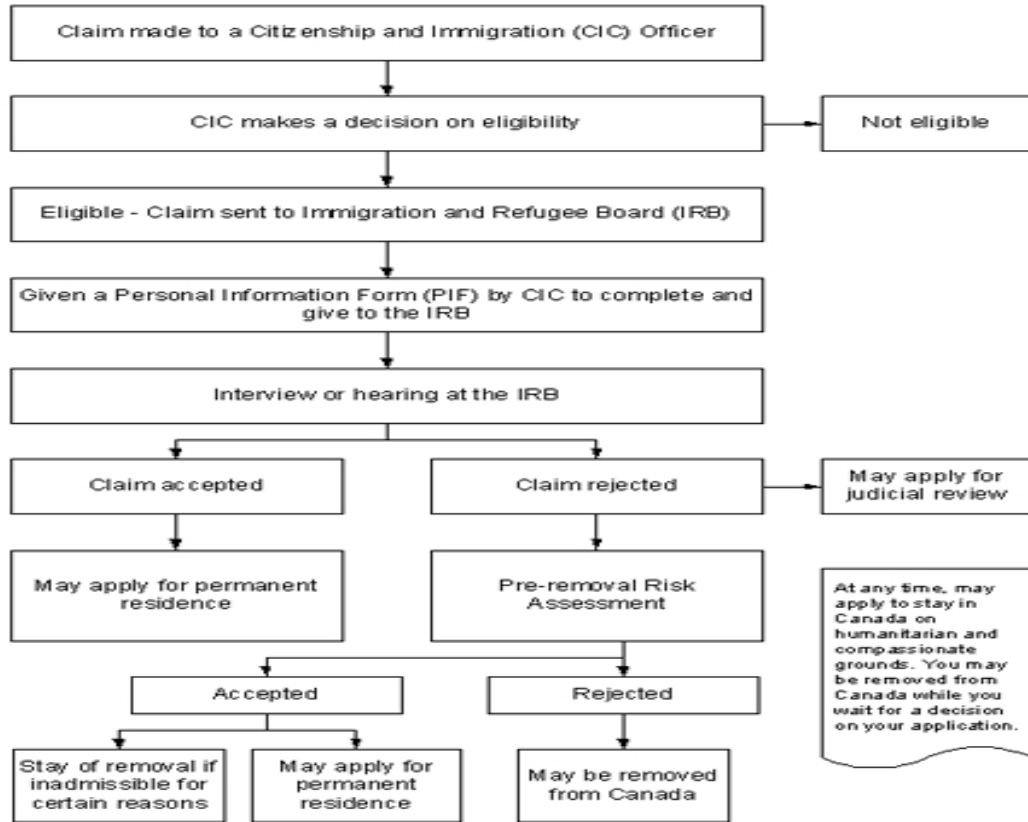 Claim made to a Citizenship and Immigration (CIC) Officer
CIC makes a decision on eligibility
Not eligible
Eligible - Claim sent to Immigration and Refugee Board (IRB)
Given a Personal Information Form (PIF) by CIC to complete and
give to the IRB
Interview or hearing at the IRB
Claim accepted
Claim rejected
May apply for
judicial review
May apply for permanent
residence
Pre-removal Risk
Assessment
At any time, may
apply to stay in
Canada on
humanitarian and
compassionate
grounds. You may
be removed from
Canada while you
wait for a decision
on your application.
Accepted
Rejected
Stay of removal if
inadmissible for
certain reasons
May apply for
permanent
residence
May be removed
from Canada